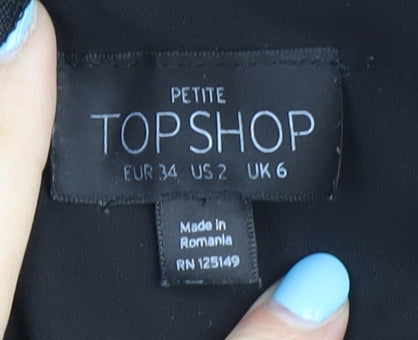 PETITE
TOPSHOP
EUR 34 US 2 UK 6
Made in
Romania
RN 125149